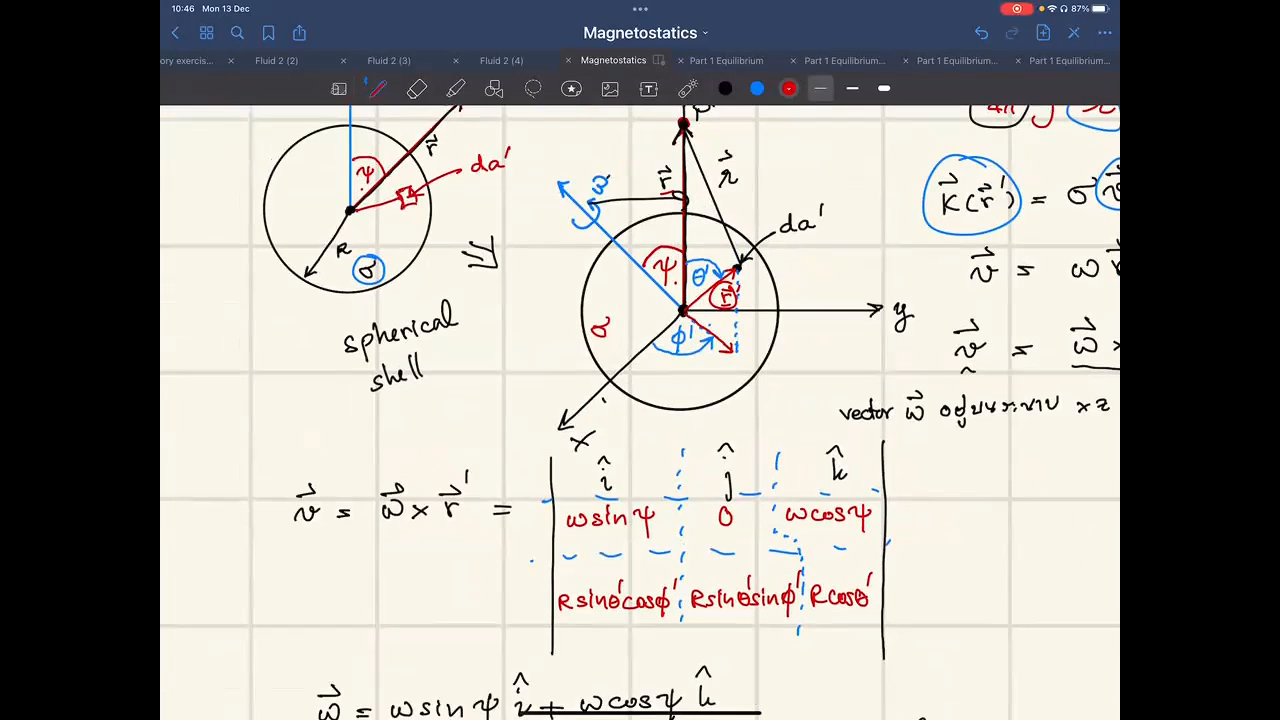 10:46 Mon 13 Dec
87%
Magnetostatics
ory exercis...
Fluid 2 (2)
Fluid 2 (3)
Fluid 2 (4)
Magnetostatics
Part 1 Equilibrium
Part 1 Equilibrium...
Part 1 Equilibrium...
Part 1 Equilibrium...
ψ
r⃗
da'
R
σ
spherical
shell
P
ω⃗
r⃗
r⃗
da'
ψ
θ'
r⃗'
σ
φ'
y
x
K⃗(r⃗') = σ v⃗
v⃗ = ω r
v⃗ = ω⃗ ×
vector ω⃗ อยู่บนระนาบ xz
v⃗ = ω⃗ × r⃗' =
î ĵ k̂
ωsinψ 0 ωcosψ
Rsinθ'cosφ' Rsinθ'sinφ' Rcosθ'
ω⃗ = ωsinψ î + ωcosψ k̂